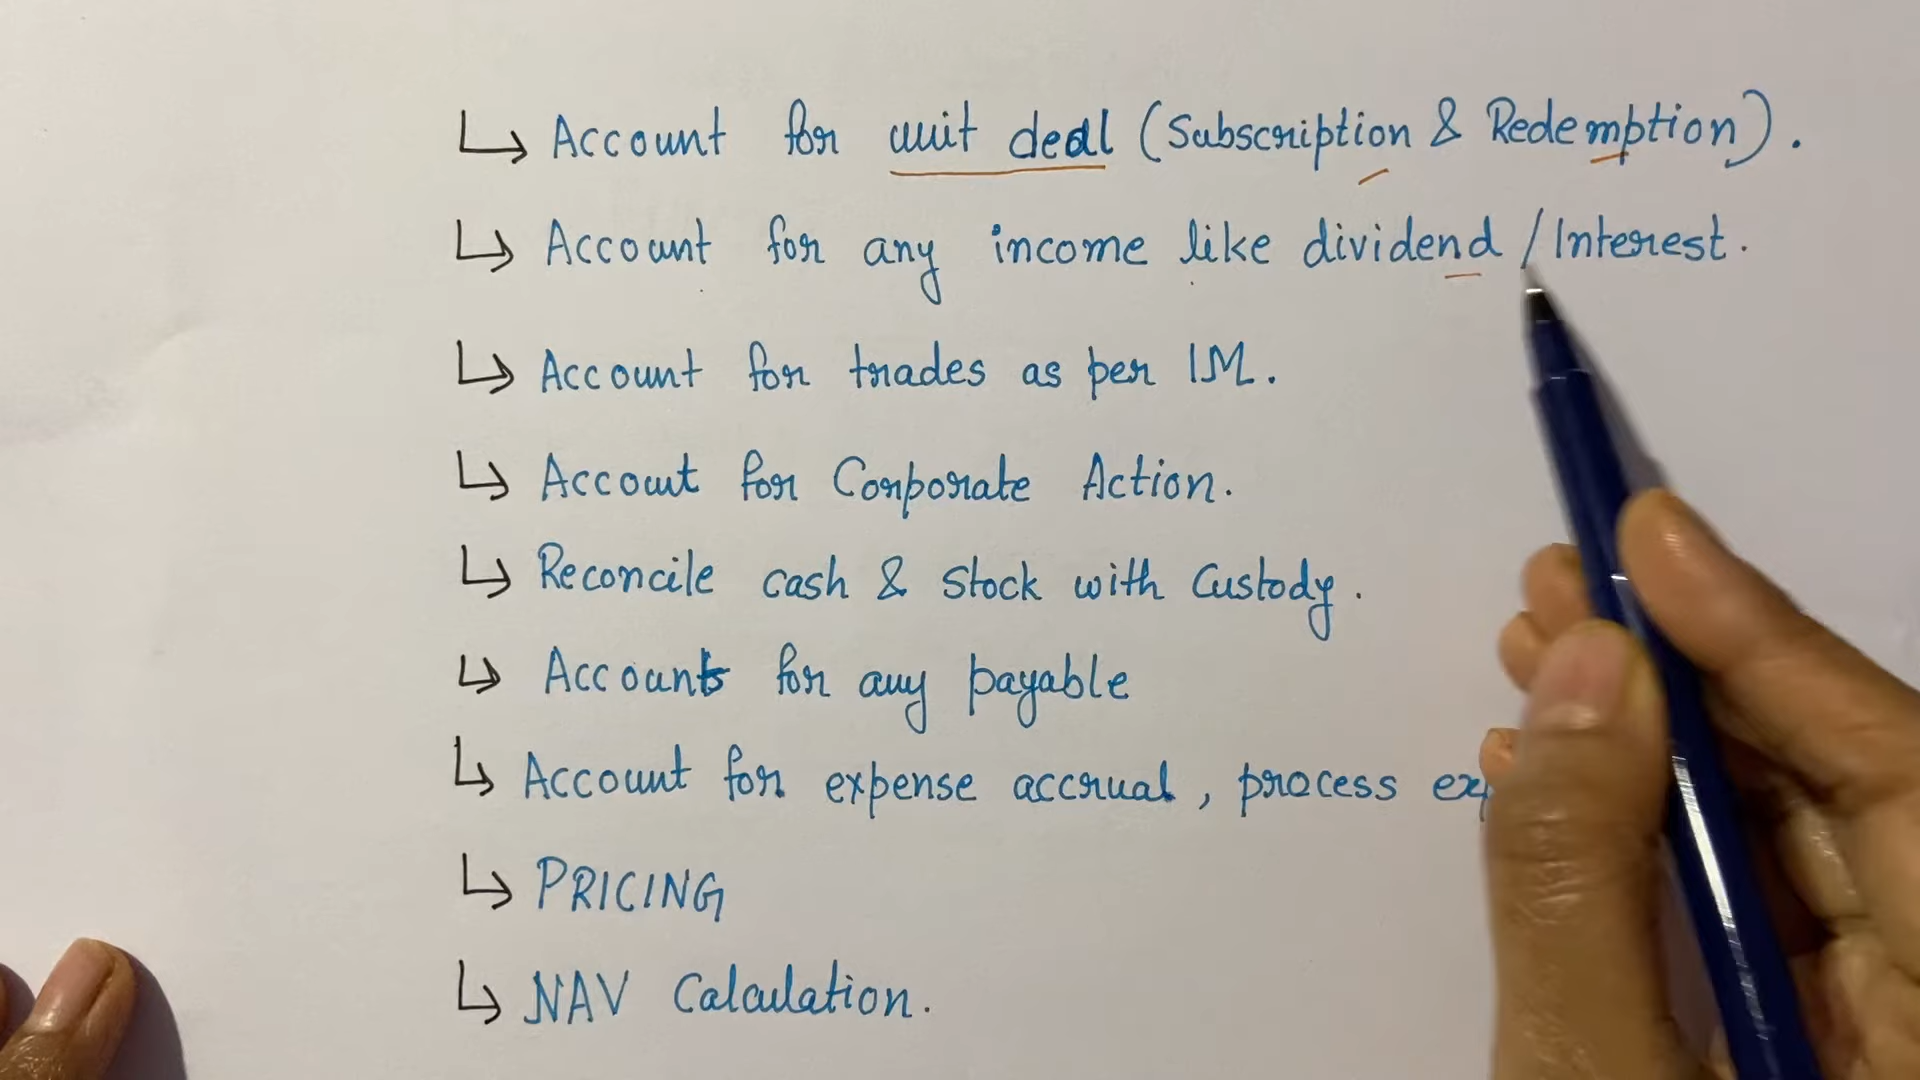 Account for unit deal (Subscription & Redemption).
Account for any income like dividend / Interest.
Account for trades as per IM.
Account for Corporate Action.
Reconcile cash & Stock with Custody.
Accounts for any payable
Account for expense accrual, process
PRICING
NAV Calculation.